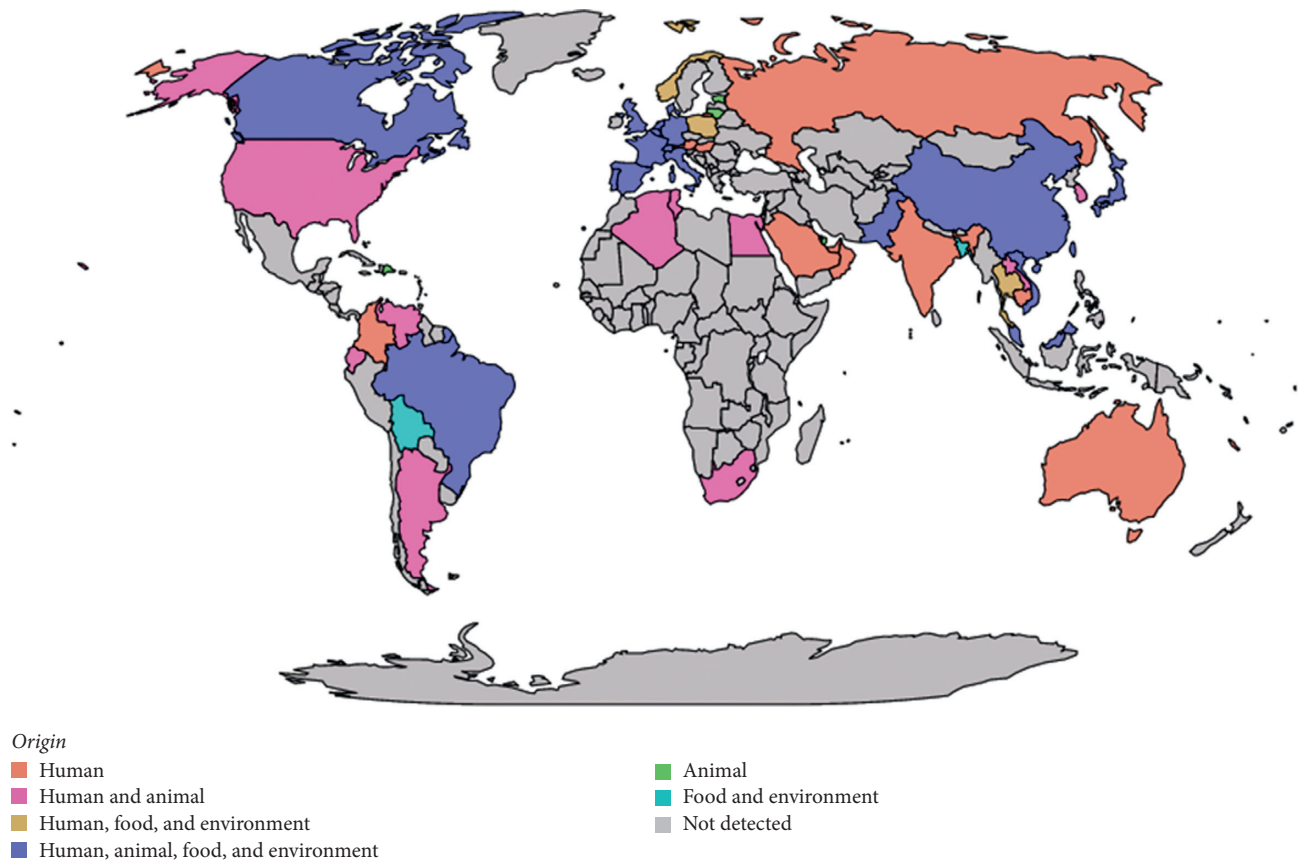 Origin
Human
Human and animal
Human, food, and environment
Human, animal, food, and environment
Animal
Food and environment
Not detected